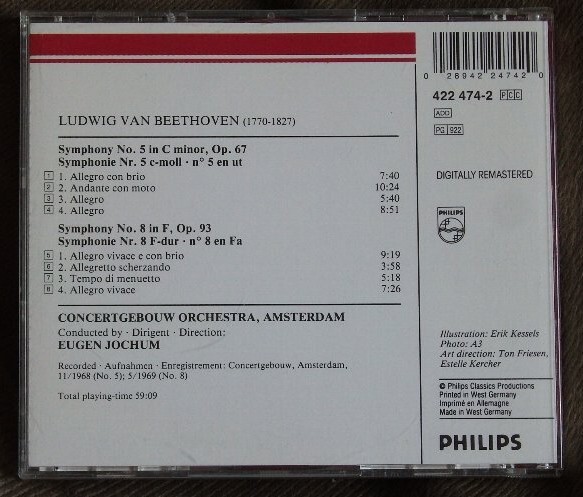 LUDWIG VAN BEETHOVEN (1770-1827)
Symphony No. 5 in C minor, Op. 67
Symphonie Nr. 5 c-moll · n° 5 en ut
1 1. Allegro con brio 7:40
2 2. Andante con moto 10:24
3 3. Allegro 5:40
4 4. Allegro 8:51
Symphony No. 8 in F, Op. 93
Symphonie Nr. 8 F-dur · n° 8 en Fa
5 1. Allegro vivace e con brio 9:19
6 2. Allegretto scherzando 3:58
7 3. Tempo di menuetto 5:18
8 4. Allegro vivace 7:26
CONCERTGEBOUW ORCHESTRA, AMSTERDAM
Conducted by · Dirigent · Direction:
EUGEN JOCHUM
Recorded · Aufnahmen · Enregistrement: Concertgebouw, Amsterdam,
11/1968 (No. 5); 5/1969 (No. 8)
Total playing-time 59:09
0 28942 24742 0
422 474-2 PCC
ADD
PG 922
DIGITALLY REMASTERED
PHILIPS
Illustration: Erik Kessels
Photo: A3
Art direction: Ton Friesen,
Estelle Kercher
℗ Philips Classics Productions
Printed in West Germany
Imprimé en Allemagne
Made in West Germany
PHILIPS